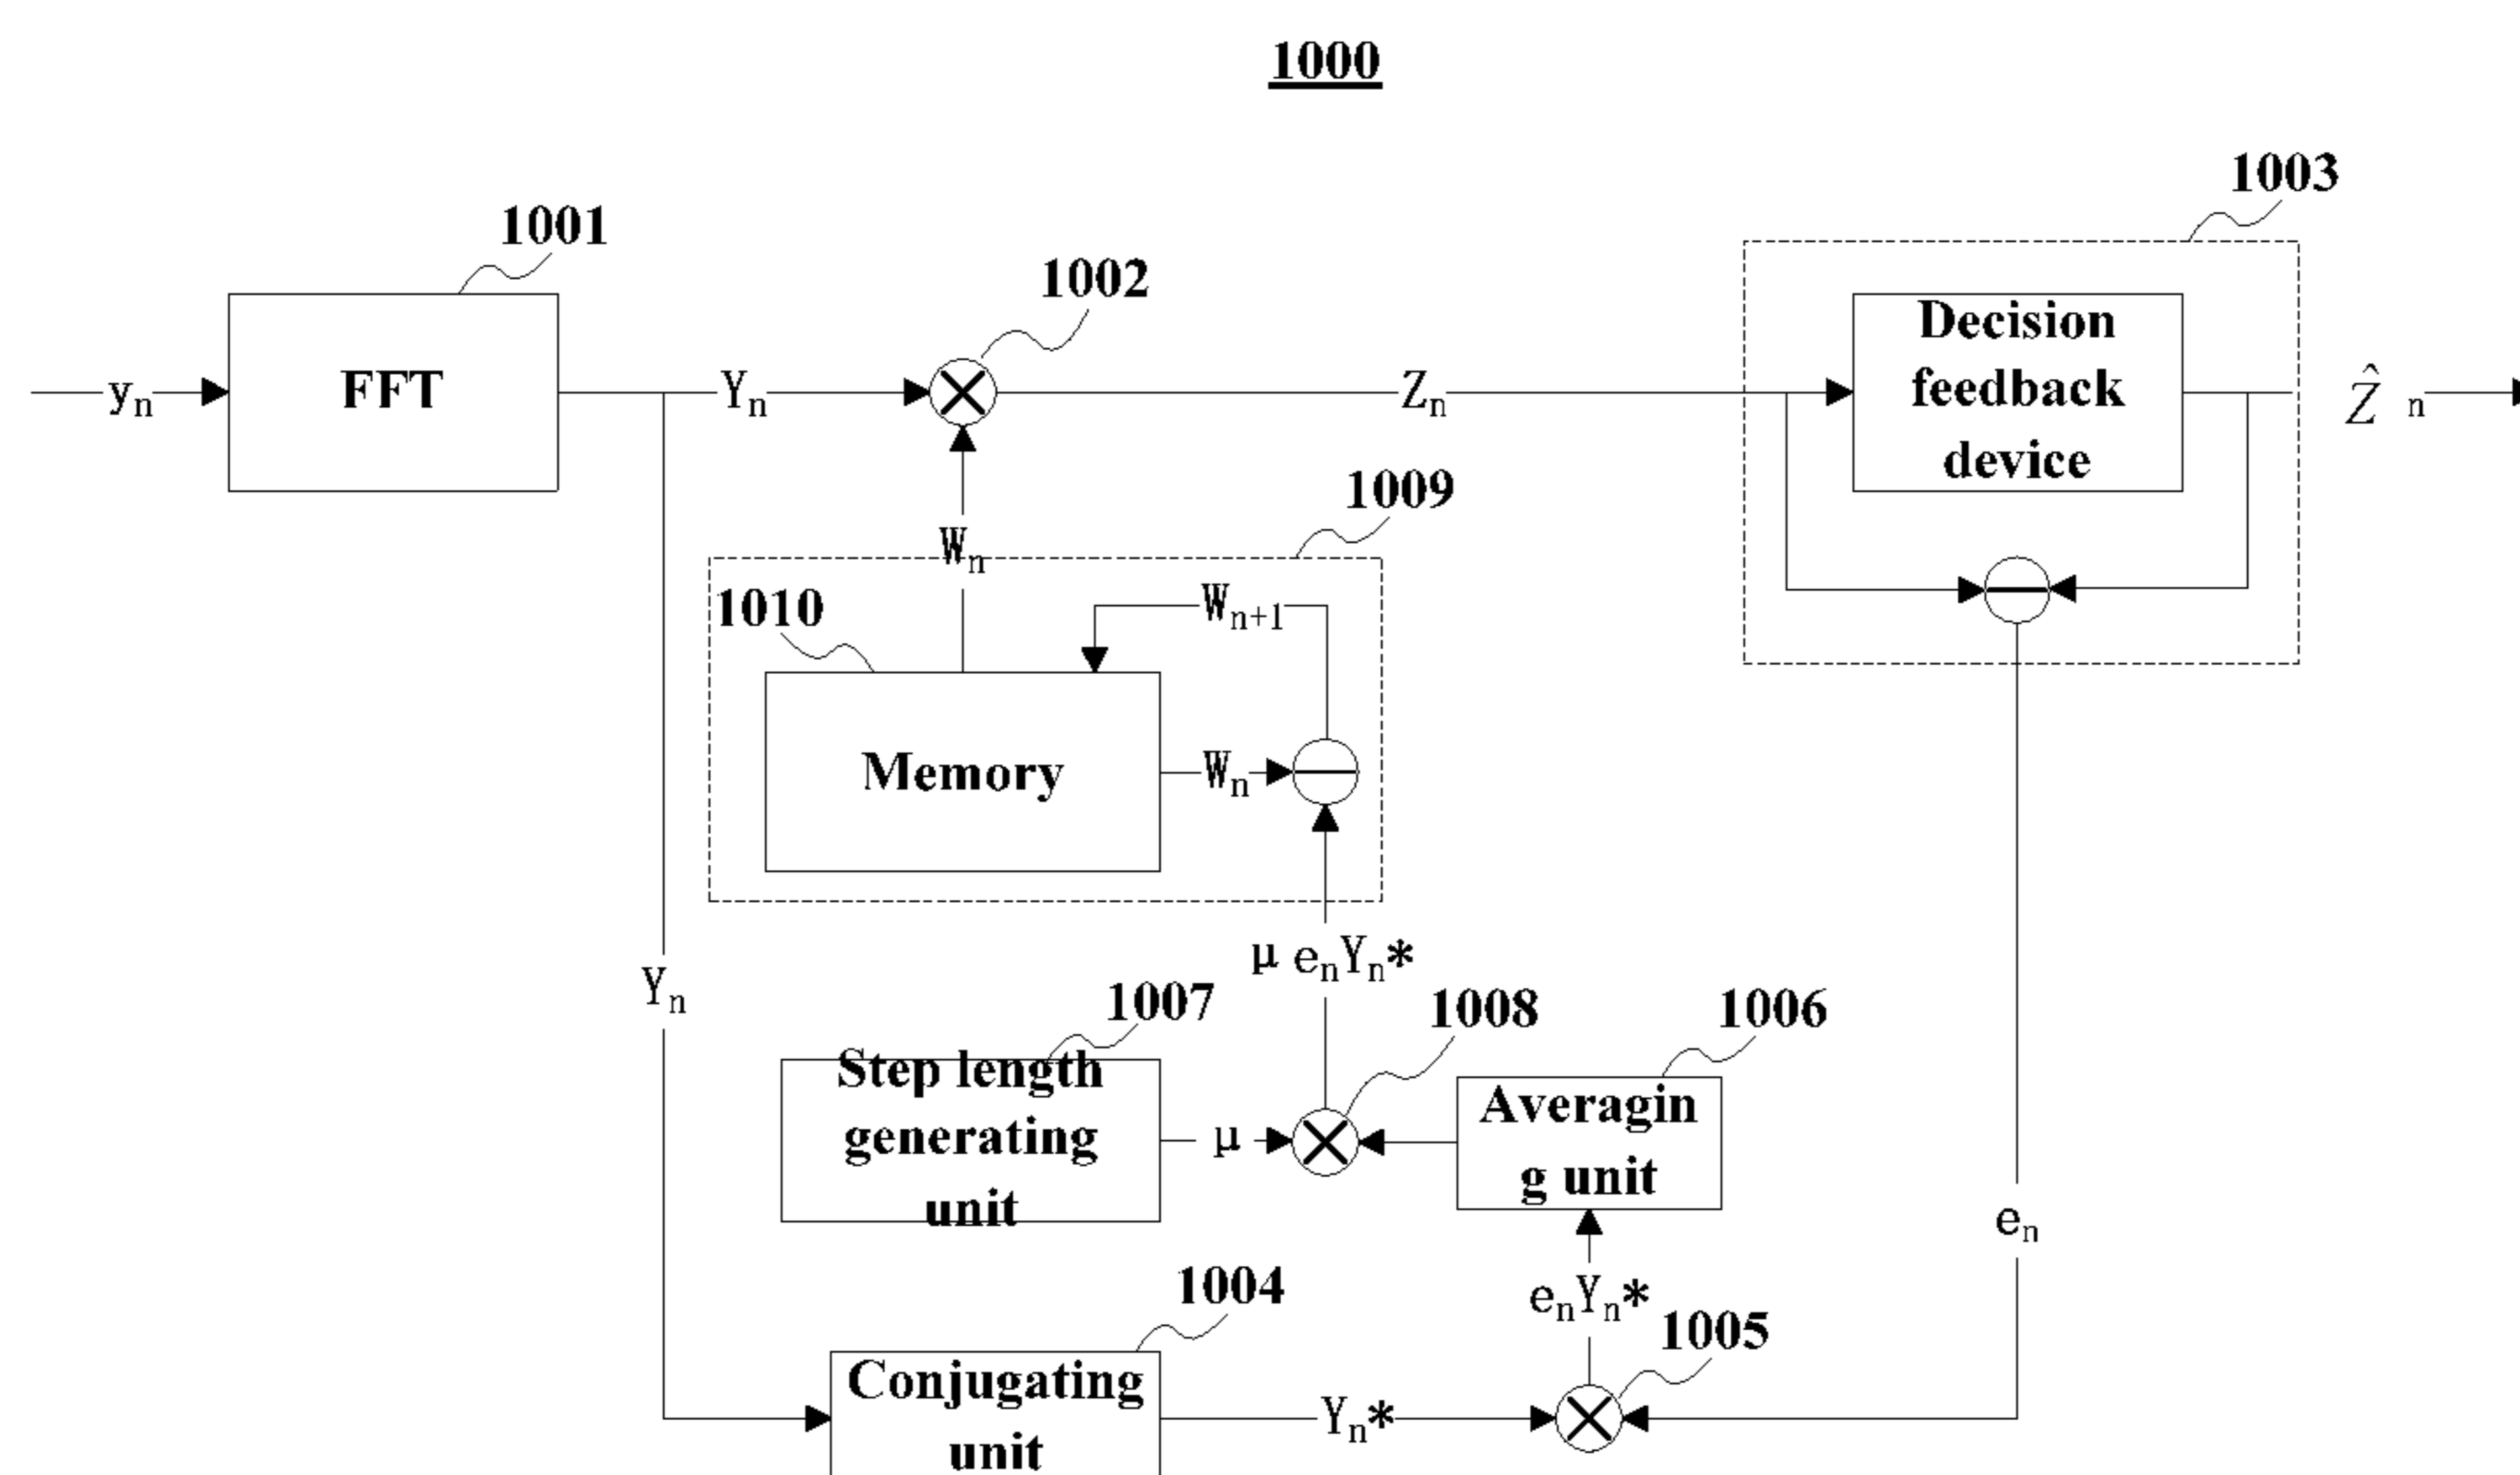 1000
1003
1001
1002
Decision
feedback
device
FFT
yₙ
Yₙ
Zₙ
Ẑ ₙ
1009
Wₙ
1010
Wₙ₊₁
Memory
Wₙ
μ eₙYₙ*
Yₙ
1007
1008
1006
Step length
generating
unit
μ
Averagin
g unit
eₙ
1004
eₙYₙ*
1005
Conjugating
unit
Yₙ*